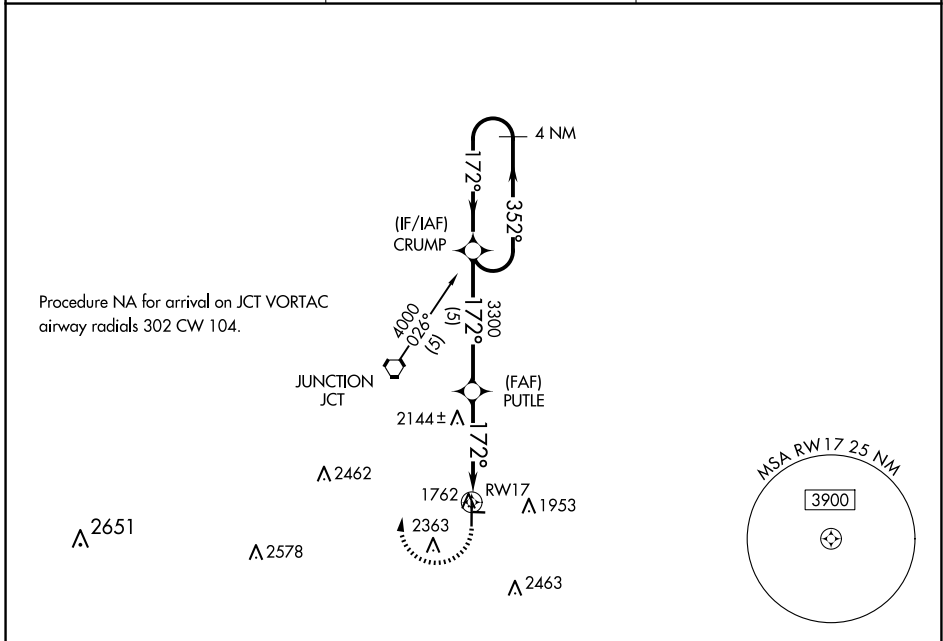 4 NM
172°
352°
(IF/IAF)
CRUMP
Procedure NA for arrival on JCT VORTAC
airway radials 302 CW 104.
4000
026°
(5)
3300
172°
(5)
JUNCTION
JCT
(FAF)
PUTLE
2144±
172°
2462
1762
RW17
1953
2363
2651
2578
2463
MSA RW17 25 NM
3900